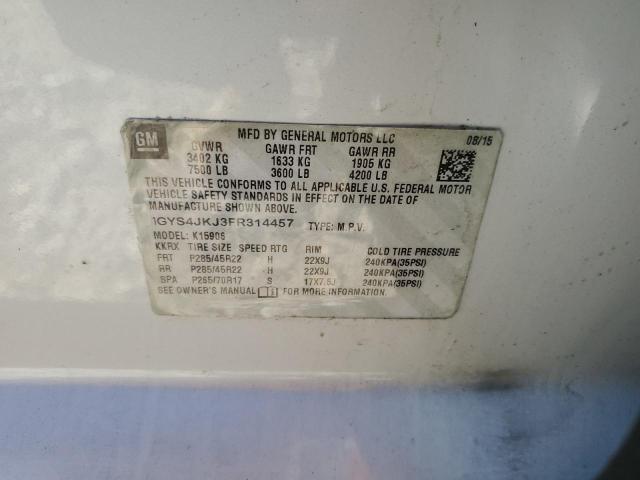 GM
MFD BY GENERAL MOTORS LLC 08/15
GVWR GAWR FRT GAWR RR
3402 KG 1633 KG 1905 KG
7500 LB 3600 LB 4200 LB
THIS VEHICLE CONFORMS TO ALL APPLICABLE U.S. FEDERAL MOTOR
VEHICLE SAFETY STANDARDS IN EFFECT ON THE DATE OF
MANUFACTURE SHOWN ABOVE.
1GYS4JKJ3FR314457 TYPE: M.P.V.
MODEL: K15906
KKRX TIRE SIZE SPEED RTG RIM COLD TIRE PRESSURE
FRT P285/45R22 H 22X9J 240KPA(35PSI)
RR P285/45R22 H 22X9J 240KPA(35PSI)
SPA P265/70R17 S 17X7.5J 240KPA(35PSI)
SEE OWNER'S MANUAL FOR MORE INFORMATION.